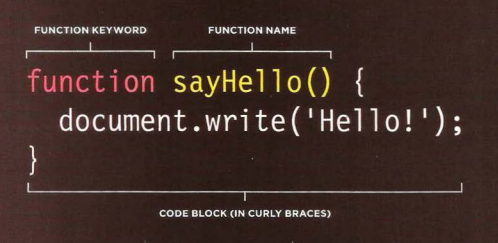 FUNCTION KEYWORD FUNCTION NAME
function sayHello() {
document.write('Hello!');
}
CODE BLOCK (IN CURLY BRACES)